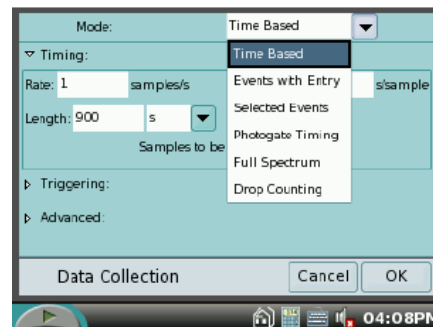 Mode: Time Based
Timing: Time Based
Rate: 1 samples/s Events with Entry s/sample
Selected Events
Length: 900 s
Photogate Timing
Samples to be
Full Spectrum
Triggering:
Drop Counting
Advanced:
Data Collection Cancel OK
04:08PM